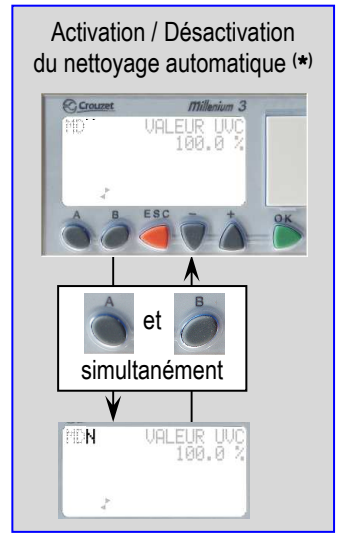 Activation / Désactivation
du nettoyage automatique (*)
Crouzet Millenium 3
MD VALEUR UVC
100.0 %
A B ESC - + OK
A B
et
simultanément
MDN VALEUR UVC
100.0 %